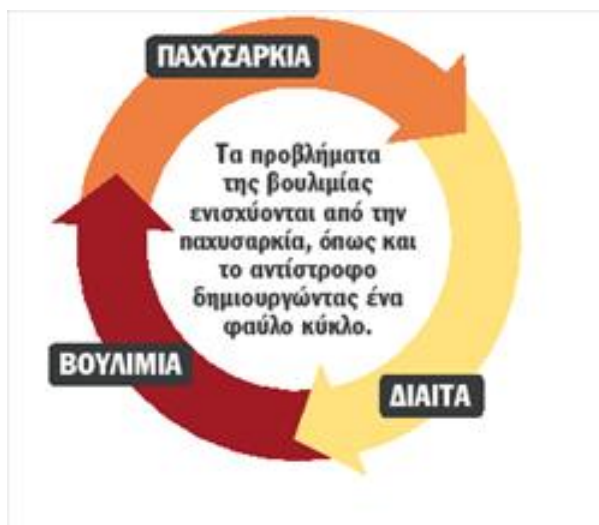 ΠΑΧΥΣΑΡΚΙΑ
Τα προβλήματα
της βουλιμίας
ενισχύονται από την
παχυσαρκία, όπως και
το αντίστροφο
δημιουργώντας ένα
φαύλο κύκλο.
ΒΟΥΛΙΜΙΑ
ΔΙΑΙΤΑ